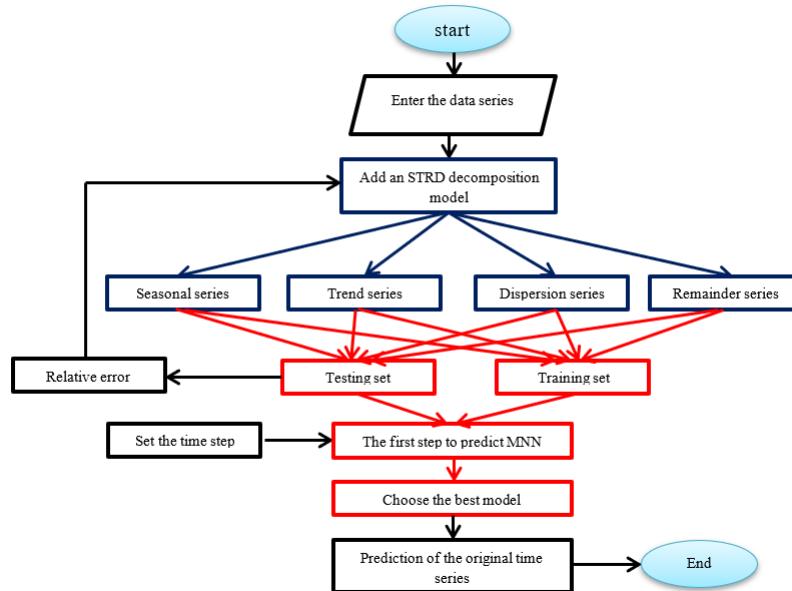 start
Enter the data series
Add an STRD decomposition
model
Seasonal series
Trend series
Dispersion series
Remainder series
Relative error
Testing set
Training set
Set the time step
The first step to predict MNN
Choose the best model
Prediction of the original time
series
End